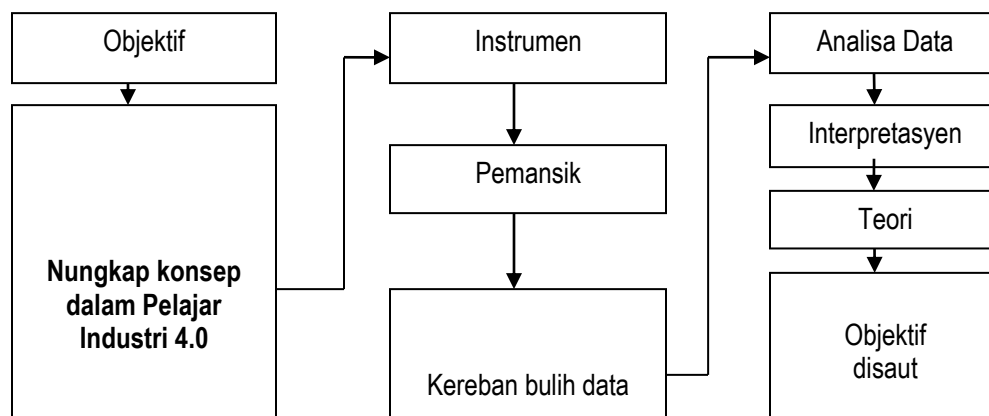 Objektif
Nungkap konsep
dalam Pelajar
Industri 4.0
Instrumen
Pemansik
Kereban bulih data
Analisa Data
Interpretasyen
Teori
Objektif
disaut